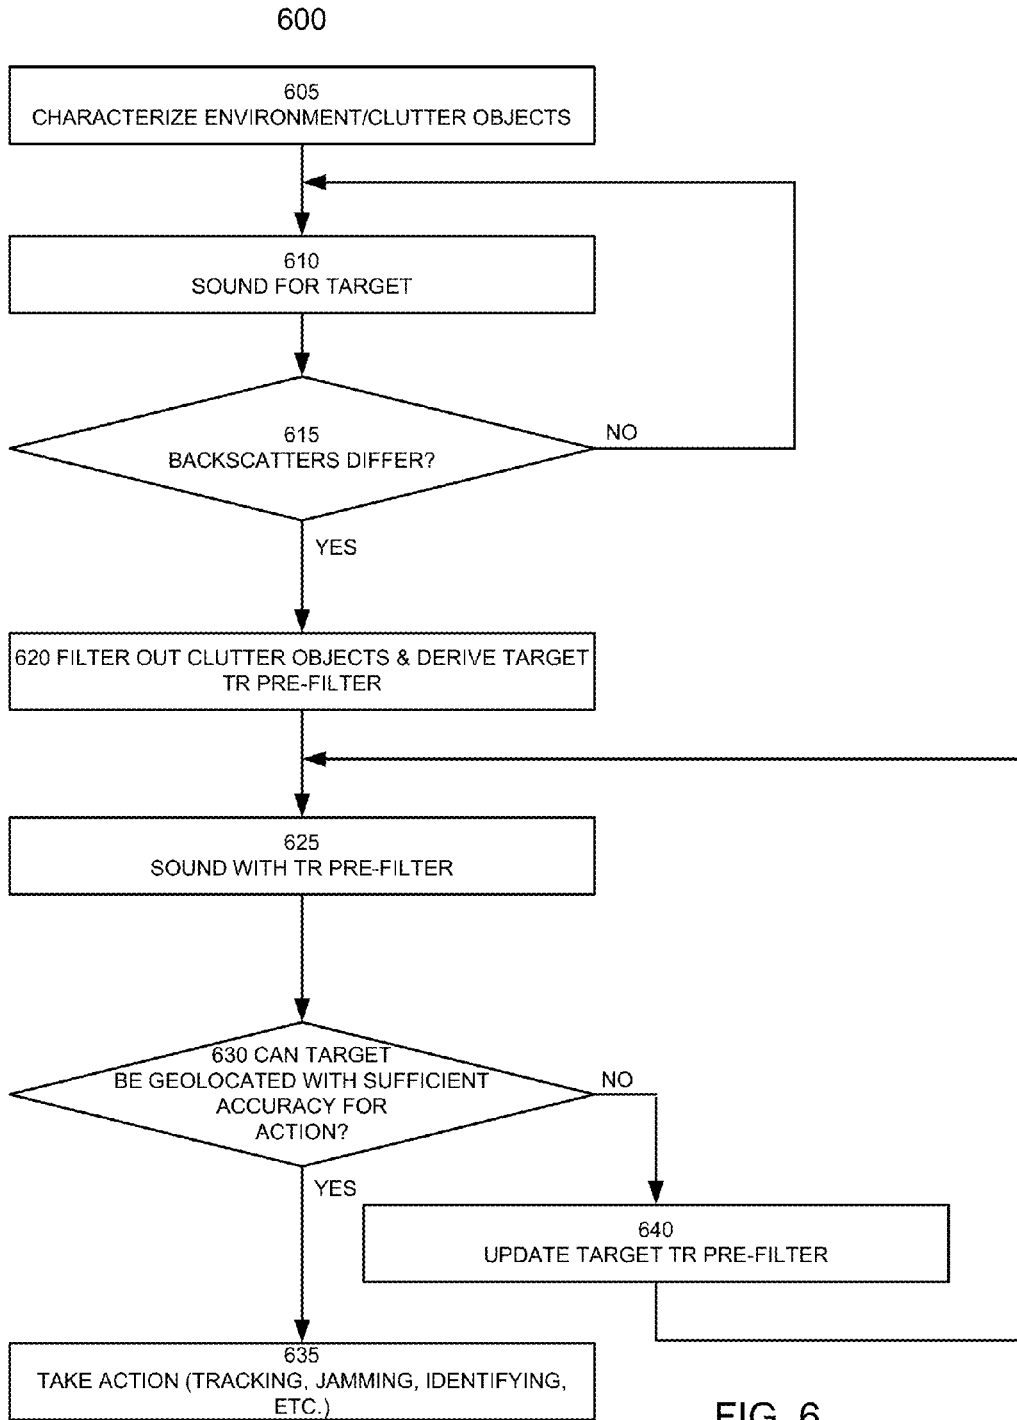 600
605
CHARACTERIZE ENVIRONMENT/CLUTTER OBJECTS
610
SOUND FOR TARGET
615
BACKSCATTERS DIFFER?
NO
YES
620 FILTER OUT CLUTTER OBJECTS & DERIVE TARGET
TR PRE-FILTER
625
SOUND WITH TR PRE-FILTER
630 CAN TARGET
BE GEOLOCATED WITH SUFFICIENT
ACCURACY FOR
ACTION?
NO
YES
640
UPDATE TARGET TR PRE-FILTER
635
TAKE ACTION (TRACKING, JAMMING, IDENTIFYING,
ETC.)
FIG. 6